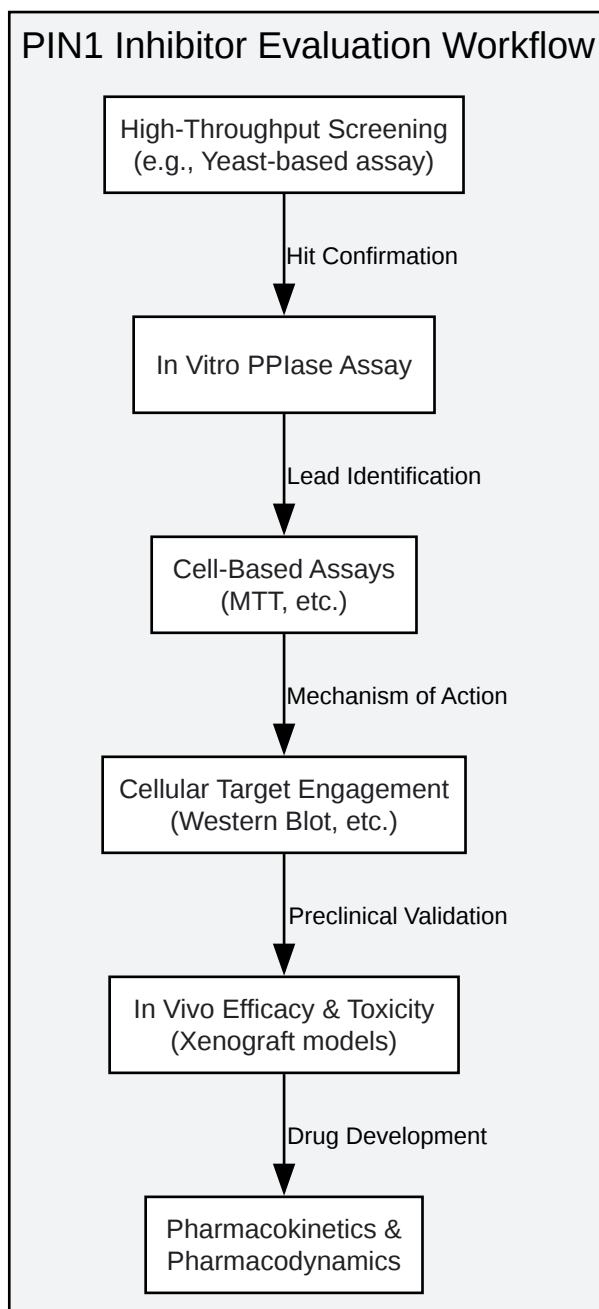 PIN1 Inhibitor Evaluation Workflow
High-Throughput Screening
(e.g., Yeast-based assay)
Hit Confirmation
In Vitro PPIase Assay
Lead Identification
Cell-Based Assays
(MTT, etc.)
Mechanism of Action
Cellular Target Engagement
(Western Blot, etc.)
Preclinical Validation
In Vivo Efficacy & Toxicity
(Xenograft models)
Drug Development
Pharmacokinetics &
Pharmacodynamics